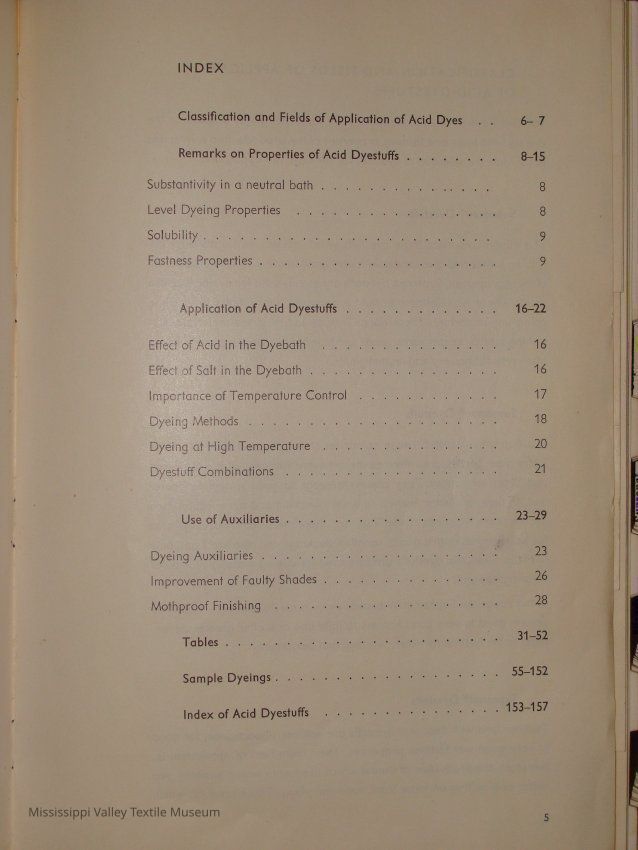 INDEX
Classification and Fields of Application of Acid Dyes . . 6– 7
Remarks on Properties of Acid Dyestuffs . . . . . . . . 8–15
Substantivity in a neutral bath . . . . . . . . . . . . . . 8
Level Dyeing Properties . . . . . . . . . . . . . . . . . 8
Solubility . . . . . . . . . . . . . . . . . . . . . . . . 9
Fastness Properties . . . . . . . . . . . . . . . . . . . . 9
Application of Acid Dyestuffs . . . . . . . . . . . . . 16–22
Effect of Acid in the Dyebath . . . . . . . . . . . . . . . 16
Effect of Salt in the Dyebath . . . . . . . . . . . . . . . . 16
Importance of Temperature Control . . . . . . . . . . . . 17
Dyeing Methods . . . . . . . . . . . . . . . . . . . . . 18
Dyeing at High Temperature . . . . . . . . . . . . . . . 20
Dyestuff Combinations . . . . . . . . . . . . . . . . . . 21
Use of Auxiliaries . . . . . . . . . . . . . . . . . . 23–29
Dyeing Auxiliaries . . . . . . . . . . . . . . . . . . . . 23
Improvement of Faulty Shades . . . . . . . . . . . . . . . 26
Mothproof Finishing . . . . . . . . . . . . . . . . . . . 28
Tables . . . . . . . . . . . . . . . . . . . . . . . 31–52
Sample Dyeings . . . . . . . . . . . . . . . . . . . 55–152
Index of Acid Dyestuffs . . . . . . . . . . . . . . . 153–157
Mississippi Valley Textile Museum
5